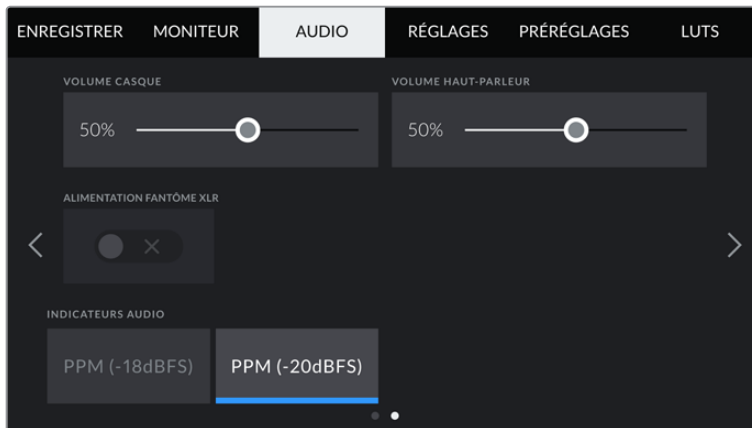 ENREGISTRER MONITEUR AUDIO RÉGLAGES PRÉRÉGLAGES LUTS
VOLUME CASQUE VOLUME HAUT-PARLEUR
50% 50%
ALIMENTATION FANTÔME XLR
INDICATEURS AUDIO
PPM (-18dBFS) PPM (-20dBFS)